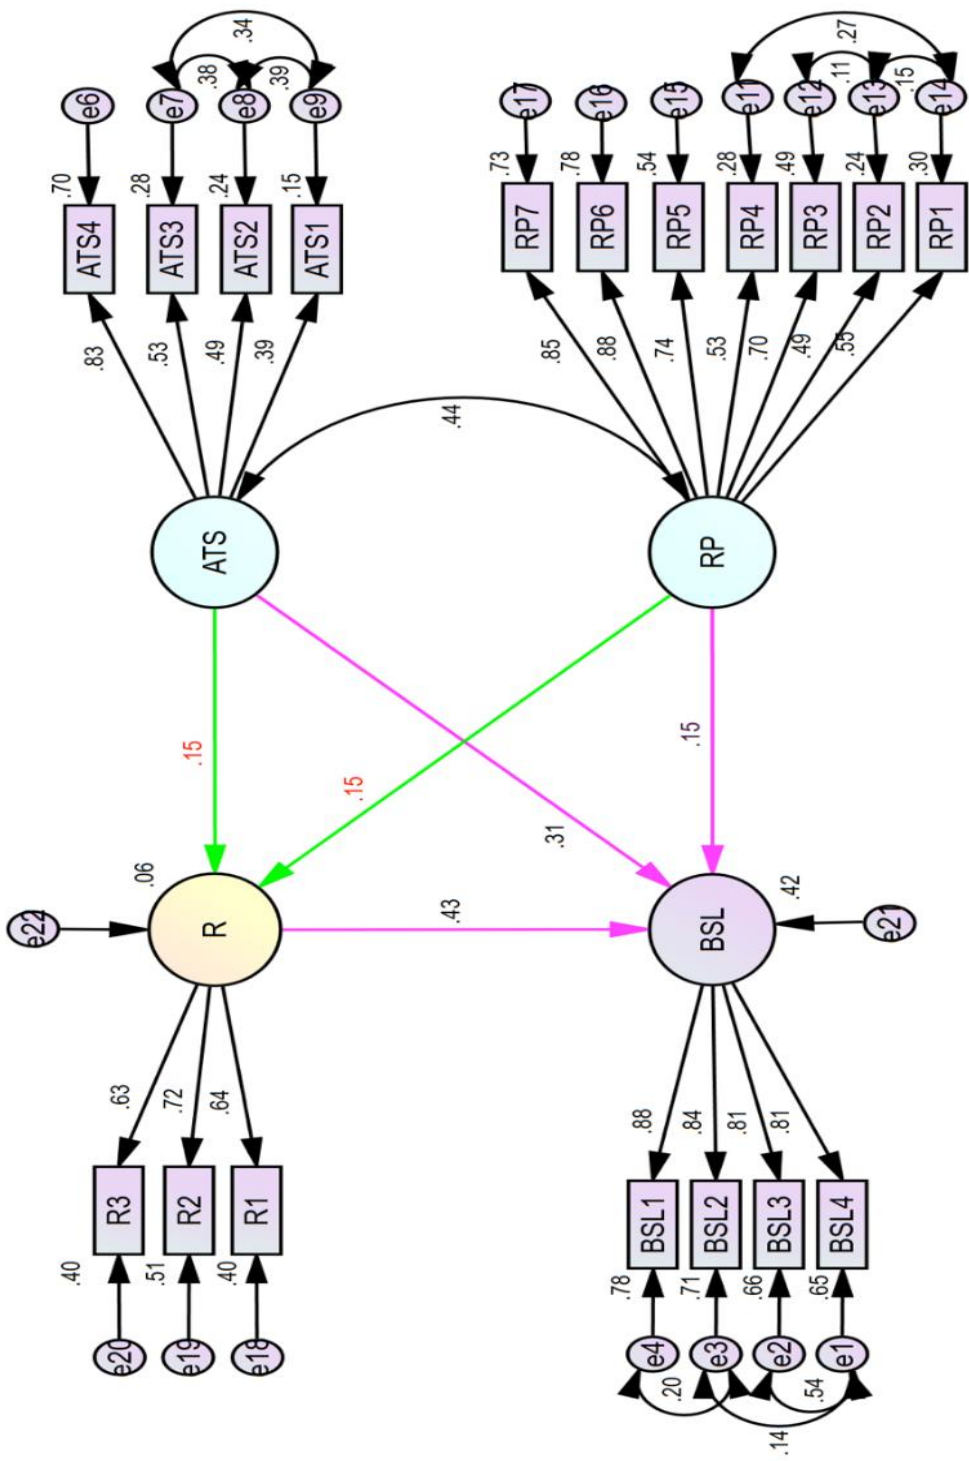 e20
.40
R3
.63
e19
.51
R2
.72
e18
.40
R1
.64
e22
R
.06
.15
ATS
.83
ATS4
.70
e6
.53
ATS3
.28
e7
.49
ATS2
.24
e8
.39
ATS1
.15
e9
.38
.39
.34
.43
.31
.15
.44
e4
.78
BSL1
.88
e3
.71
BSL2
.84
e2
.66
BSL3
.81
e1
.65
BSL4
.81
.20
.54
.14
BSL
.42
e21
.15
RP
.85
RP7
.73
e17
.88
RP6
.78
e16
.74
RP5
.54
e15
.53
RP4
.28
e11
.70
RP3
.49
e12
.49
RP2
.24
e13
.55
RP1
.30
e14
.11
.15
.27